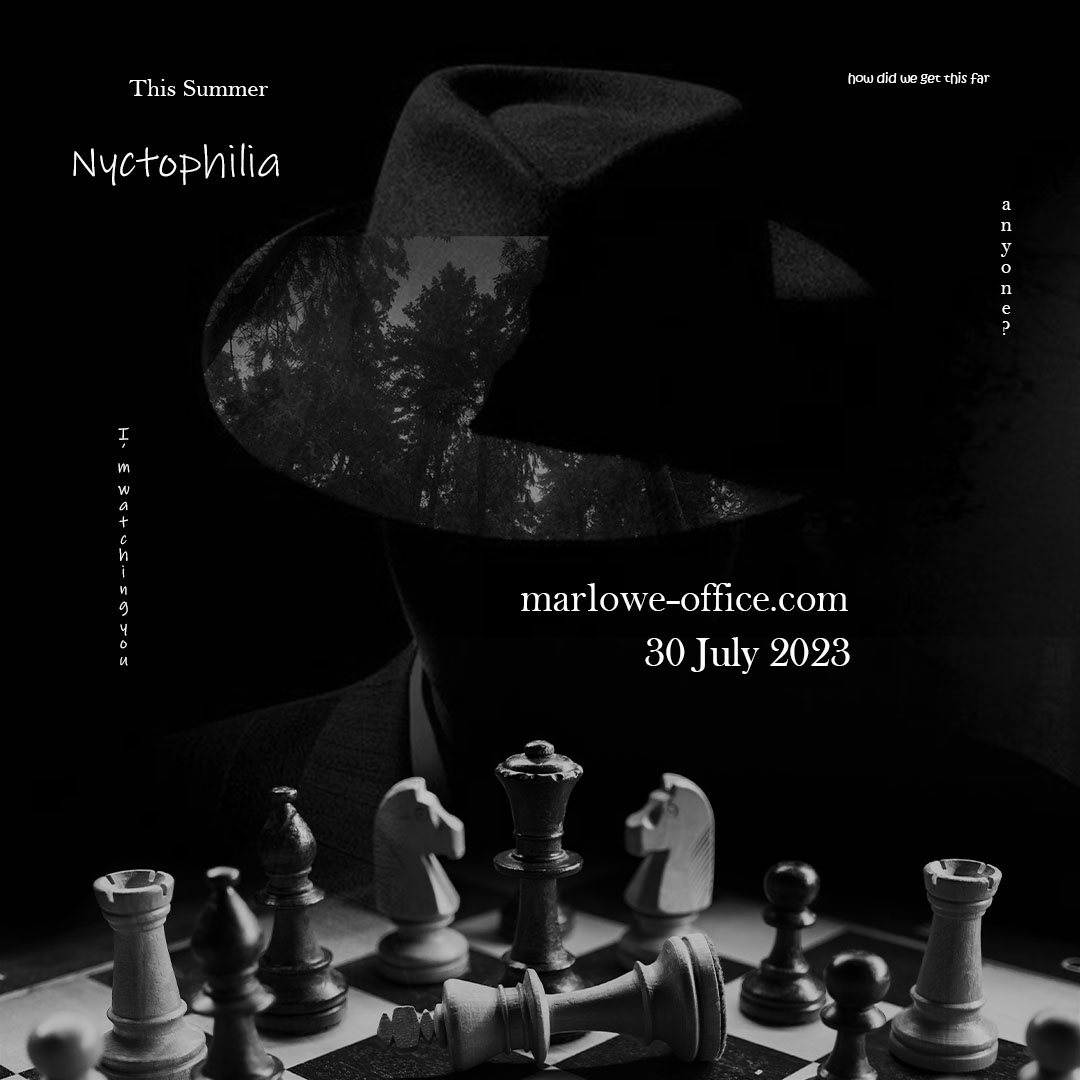 This Summer
how did we get this far
Nyctophilia
anyone?
I'm watching you
marlowe-office.com
30 July 2023